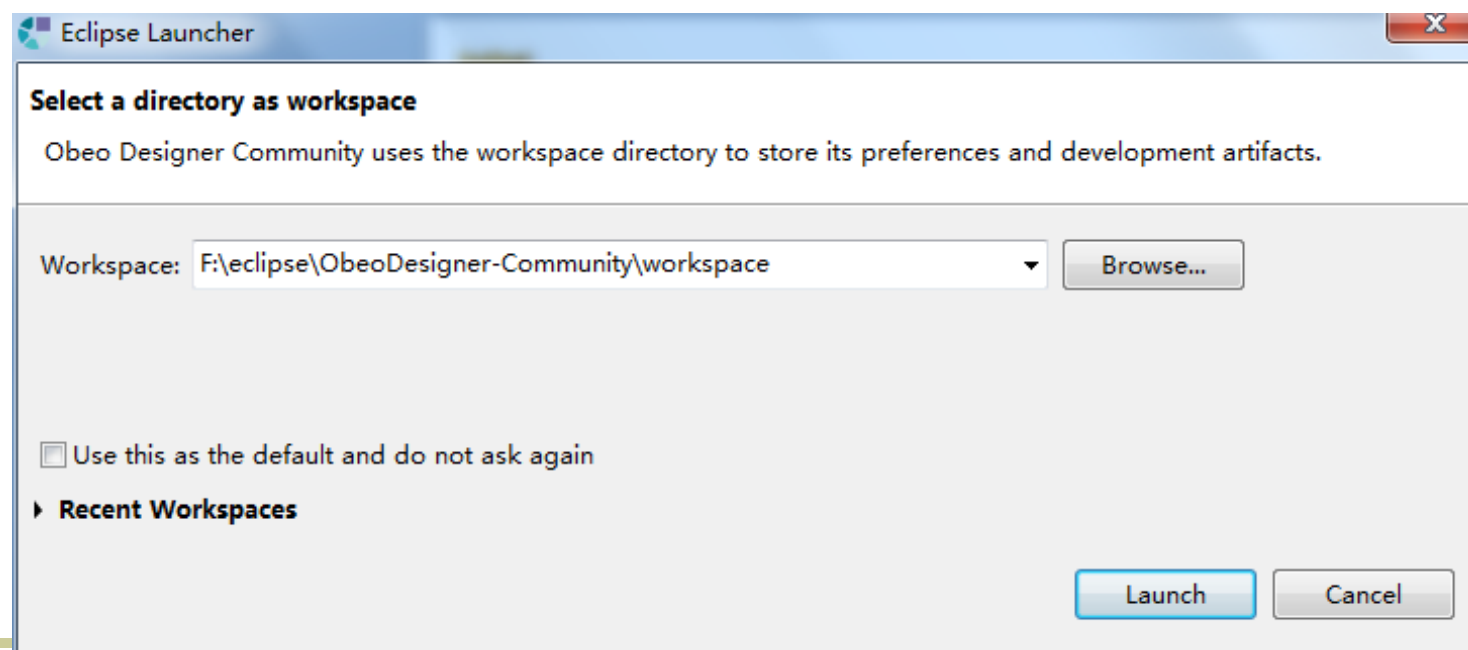 Eclipse Launcher
Select a directory as workspace
Obeo Designer Community uses the workspace directory to store its preferences and development artifacts.
Workspace: F:\eclipse\ObeoDesigner-Community\workspace Browse...
Use this as the default and do not ask again
Recent Workspaces
Launch Cancel